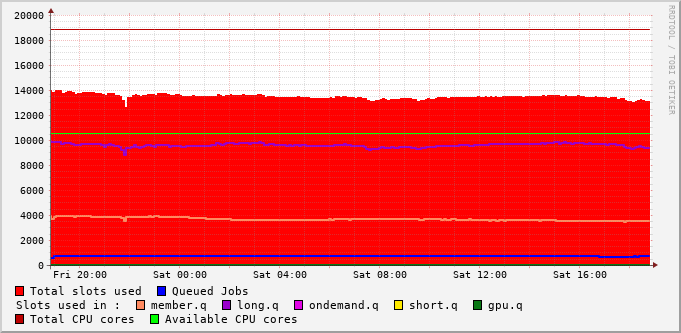 RRDTOOL / TOBI OETIKER
20000
18000
16000
14000
12000
10000
8000
6000
4000
2000
0
Fri 20:00 Sat 00:00 Sat 04:00 Sat 08:00 Sat 12:00 Sat 16:00
Total slots used Queued Jobs
Slots used in : member.q long.q ondemand.q short.q gpu.q
Total CPU cores Available CPU cores